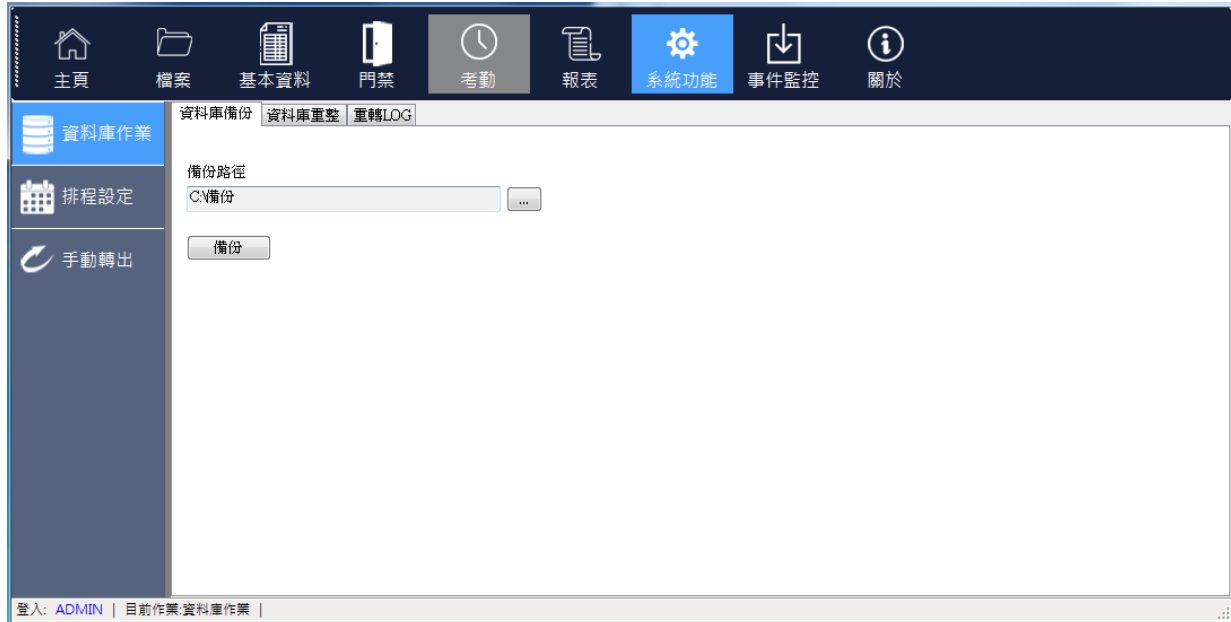 主頁 檔案 基本資料 門禁 考勤 報表 系統功能 事件監控 關於
資料庫作業
排程設定
手動轉出
資料庫備份 資料庫重整 重轉LOG
備份路徑
C:\備份 ...
備份
登入: ADMIN | 目前作業:資料庫作業 |